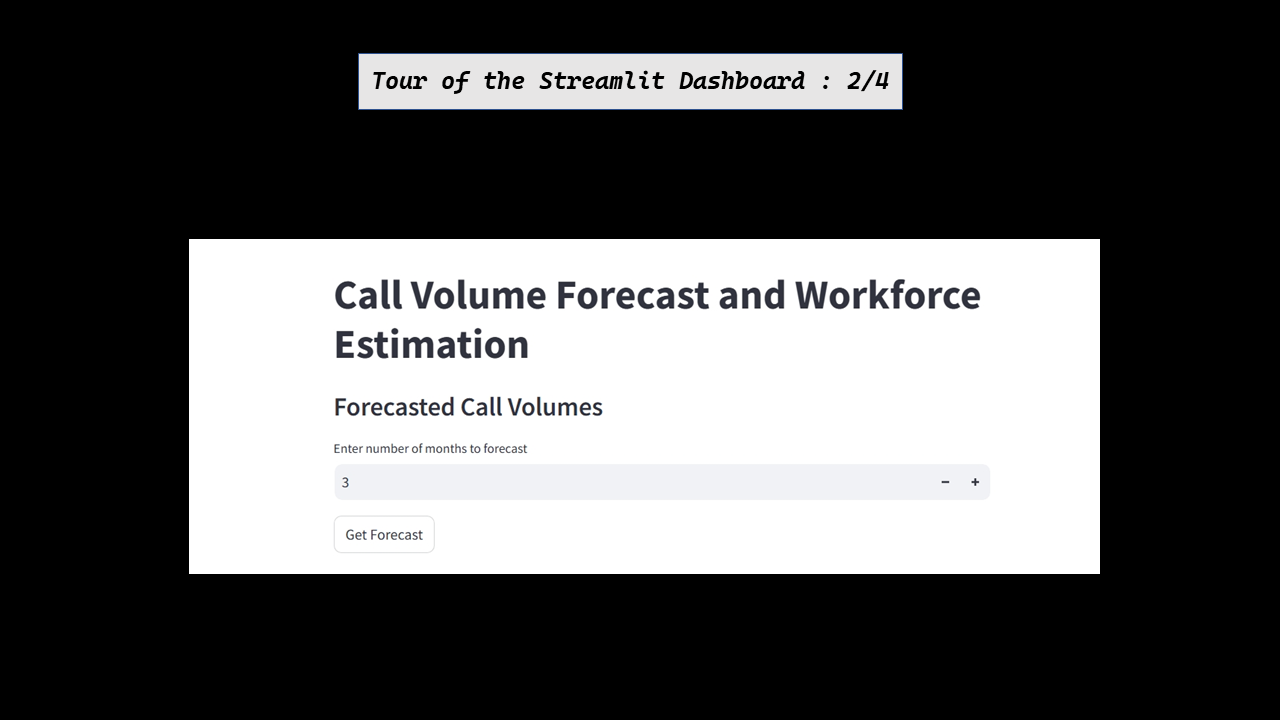 Tour of the Streamlit Dashboard : 2/4
Call Volume Forecast and Workforce
Estimation
Forecasted Call Volumes
Enter number of months to forecast
3 − +
Get Forecast